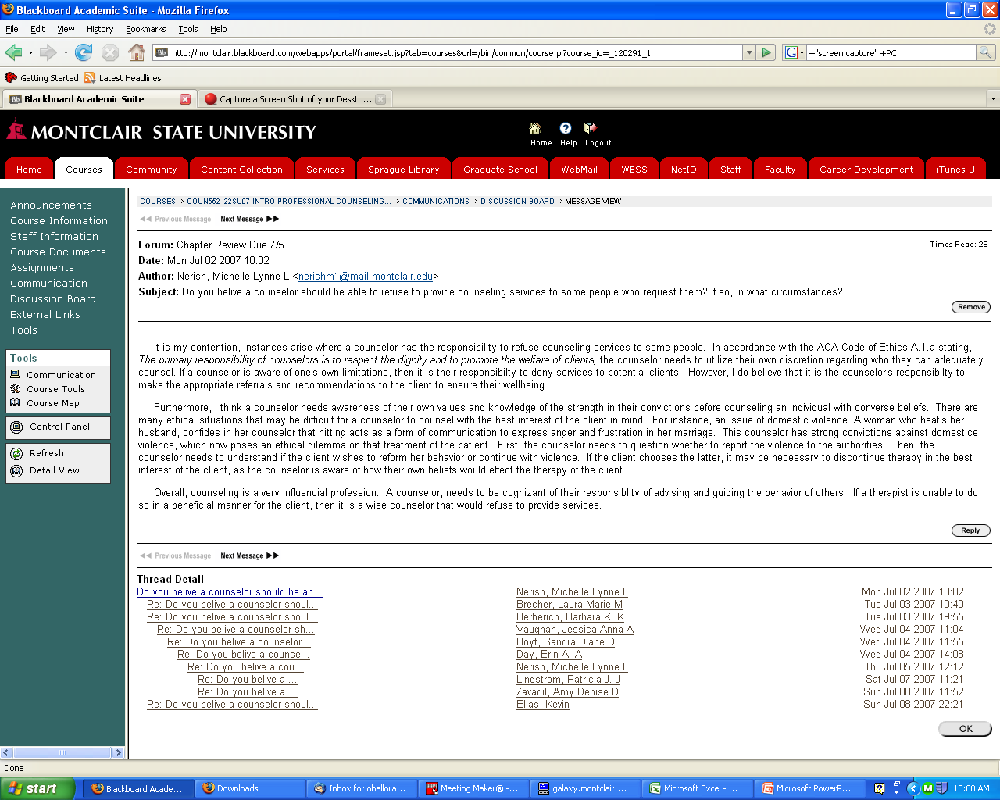 Blackboard Academic Suite - Mozilla Firefox
File Edit View History Bookmarks Tools Help
http://montclair.blackboard.com/webapps/portal/frameset.jsp?tab=courses&url=/bin/common/course.pl?course_id=_120291_1
+"screen capture" +PC
Getting Started Latest Headlines
Blackboard Academic Suite Capture a Screen Shot of your Deskto...
MONTCLAIR STATE UNIVERSITY
Home Help Logout
Home Courses Community Content Collection Services Sprague Library Graduate School WebMail WESS NetID Staff Faculty Career Development iTunes U
Announcements
Course Information
Staff Information
Course Documents
Assignments
Communication
Discussion Board
External Links
Tools
Tools
Communication
Course Tools
Course Map
Control Panel
Refresh
Detail View
COURSES > COUN552_22SU07 INTRO PROFESSIONAL COUNSELING... > COMMUNICATIONS > DISCUSSION BOARD > MESSAGE VIEW
Previous Message Next Message
Forum: Chapter Review Due 7/5 Times Read: 28
Date: Mon Jul 02 2007 10:02
Author: Nerish, Michelle Lynne L <nerishm1@mail.montclair.edu>
Subject: Do you belive a counselor should be able to refuse to provide counseling services to some people who request them? If so, in what circumstances?
Remove
It is my contention, instances arise where a counselor has the responsibility to refuse counseling services to some people. In accordance with the ACA Code of Ethics A.1.a stating,
The primary responsibility of counselors is to respect the dignity and to promote the welfare of clients, the counselor needs to utilize their own discretion regarding who they can adequately
counsel. If a counselor is aware of one's own limitations, then it is their responsibilty to deny services to potential clients. However, I do believe that it is the counselor's responsibilty to
make the appropriate referrals and recommendations to the client to ensure their wellbeing.
Furthermore, I think a counselor needs awareness of their own values and knowledge of the strength in their convictions before counseling an individual with converse beliefs. There are
many ethical situations that may be difficult for a counselor to counsel with the best interest of the client in mind. For instance, an issue of domestic violence. A woman who beat's her
husband, confides in her counselor that hitting acts as a form of communication to express anger and frustration in her marriage. This counselor has strong convictions against domestice
violence, which now poses an ethical dilemma on that treatment of the patient. First, the counselor needs to question whether to report the violence to the authorities. Then, the
counselor needs to understand if the client wishes to reform her behavior or continue with violence. If the client chooses the latter, it may be necessary to discontinue therapy in the best
interest of the client, as the counselor is aware of how their own beliefs would effect the therapy of the client.
Overall, counseling is a very influencial profession. A counselor, needs to be cognizant of their responsiblity of advising and guiding the behavior of others. If a therapist is unable to do
so in a beneficial manner for the client, then it is a wise counselor that would refuse to provide services.
Reply
Previous Message Next Message
Thread Detail
Do you belive a counselor should be ab... Nerish, Michelle Lynne L Mon Jul 02 2007 10:02
Re: Do you belive a counselor shoul... Brecher, Laura Marie M Tue Jul 03 2007 10:40
Re: Do you belive a counselor shoul... Berberich, Barbara K. K Tue Jul 03 2007 19:55
Re: Do you belive a counselor sh... Vaughan, Jessica Anna A Wed Jul 04 2007 11:04
Re: Do you belive a counselor... Hoyt, Sandra Diane D Wed Jul 04 2007 11:55
Re: Do you belive a counse... Day, Erin A. A Wed Jul 04 2007 14:08
Re: Do you belive a cou... Nerish, Michelle Lynne L Thu Jul 05 2007 12:12
Re: Do you belive a ... Lindstrom, Patricia J. J Sat Jul 07 2007 11:21
Re: Do you belive a ... Zavadil, Amy Denise D Sun Jul 08 2007 11:52
Re: Do you belive a counselor shoul... Elias, Kevin Sun Jul 08 2007 22:21
OK
Done
start Blackboard Acade... Downloads Inbox for ohallora... Meeting Maker® -... galaxy.montclair.... Microsoft Excel - ... Microsoft PowerP... 10:08 AM